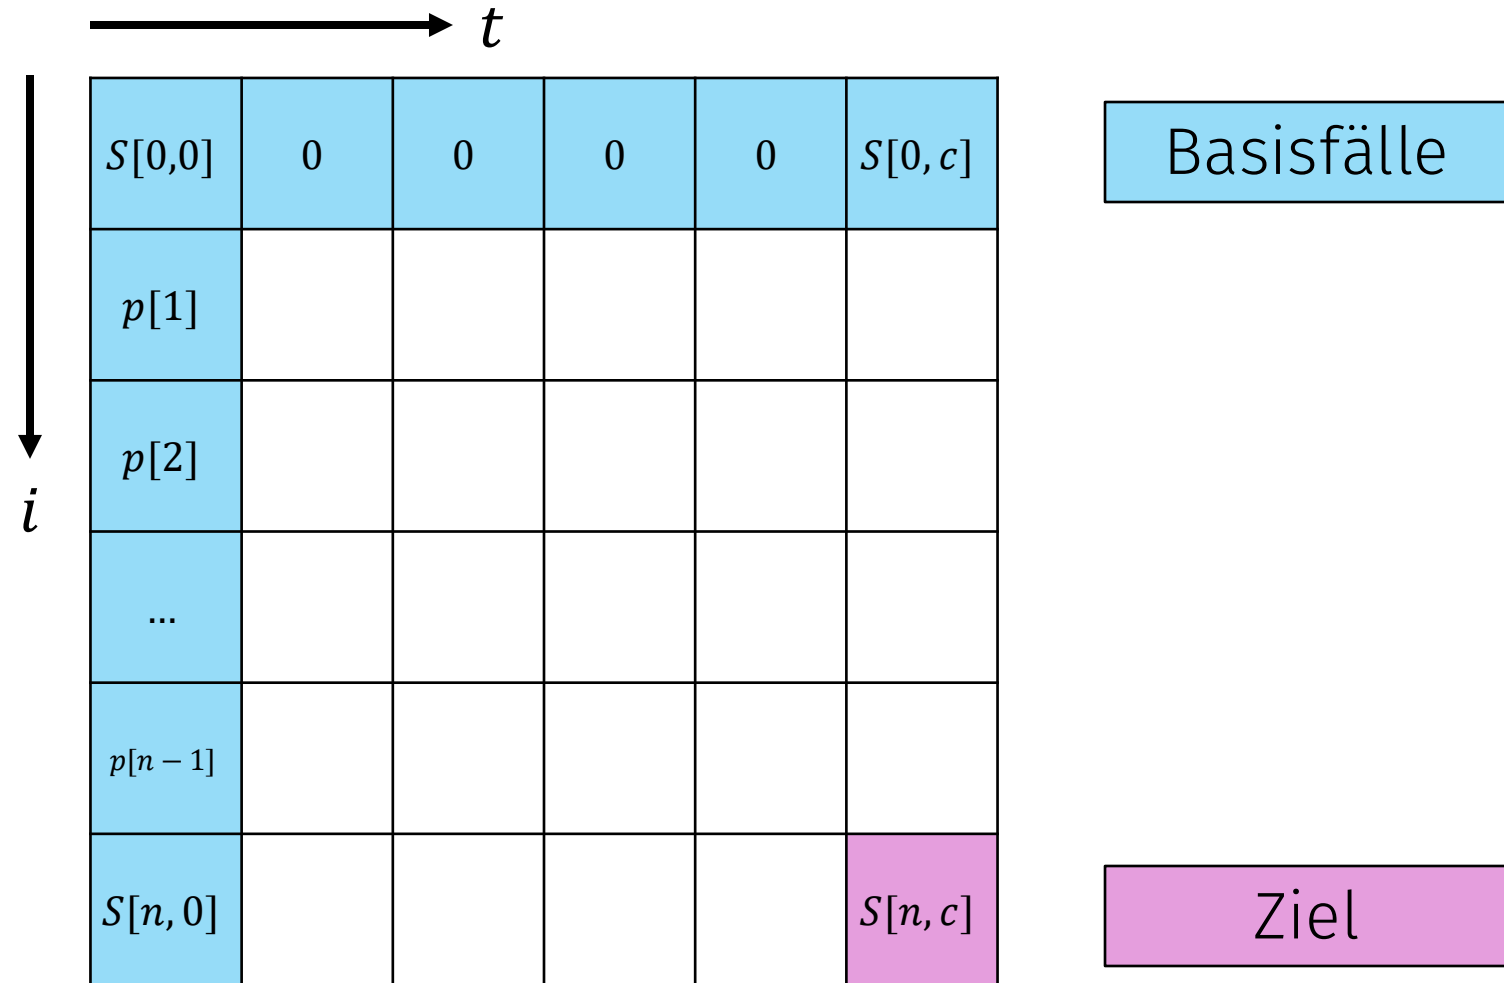 t
S[0,0] 0 0 0 0 S[0, c]
Basisfälle
p[1]
p[2]
i
...
p[n − 1]
S[n, 0] S[n, c]
Ziel